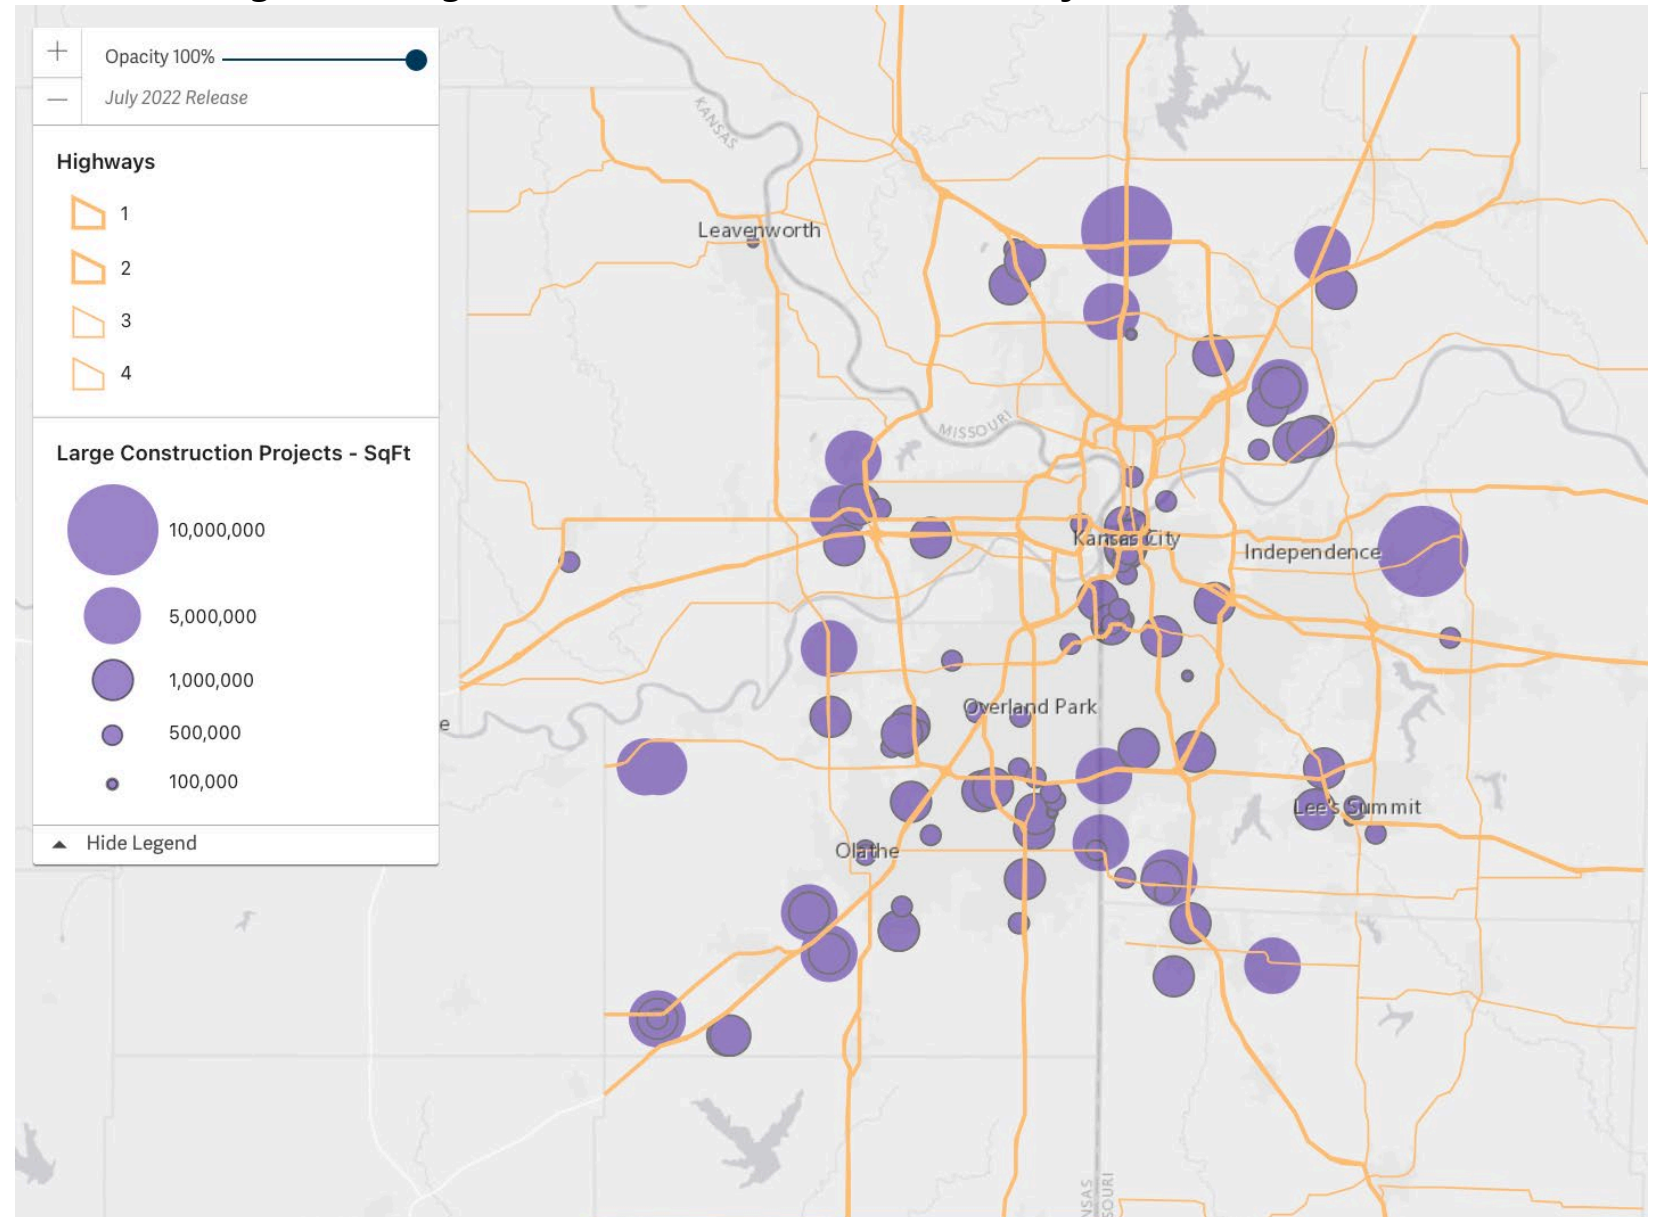 +
Opacity 100%
—
July 2022 Release
Highways
1
2
3
4
Large Construction Projects - SqFt
10,000,000
5,000,000
1,000,000
500,000
100,000
Hide Legend
KANSAS
Leavenworth
MISSOURI
Kansas City
Independence
e
Overland Park
Lee's Summit
Olathe
NSAS
SOURI